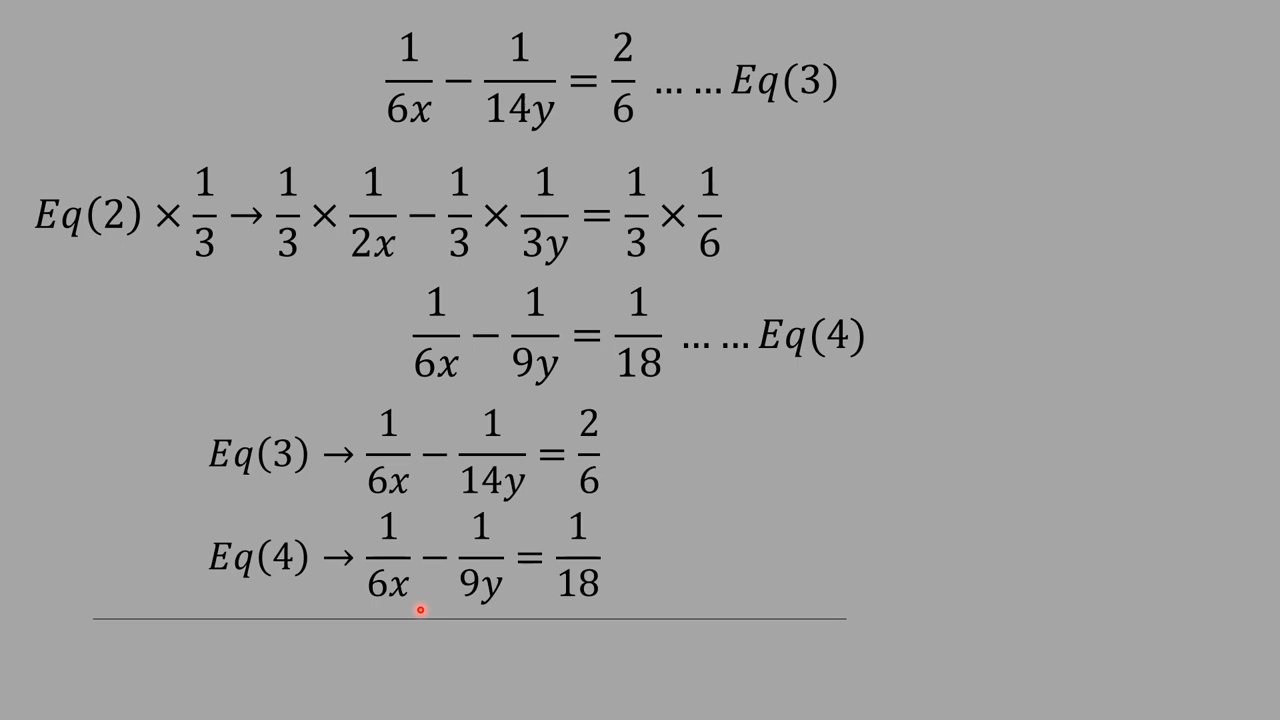 1/6x − 1/14y = 2/6 ... ... Eq(3)
Eq(2) × 1/3 → 1/3 × 1/2x − 1/3 × 1/3y = 1/3 × 1/6
1/6x − 1/9y = 1/18 ... ... Eq(4)
Eq(3) → 1/6x − 1/14y = 2/6
Eq(4) → 1/6x − 1/9y = 1/18